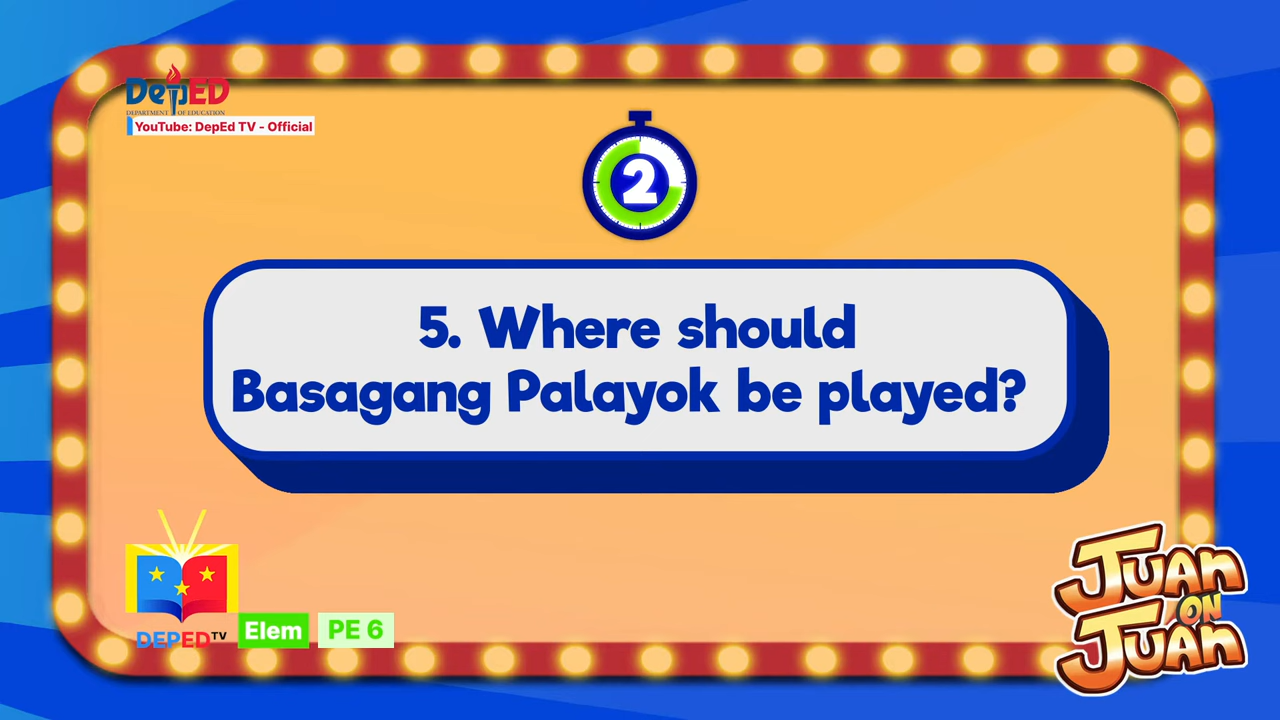 DepED
DEPARTMENT OF EDUCATION
YouTube: DepEd TV - Official
2
5. Where should
Basagang Palayok be played?
DEPED TV
Elem
PE 6
Juan
on
Juan